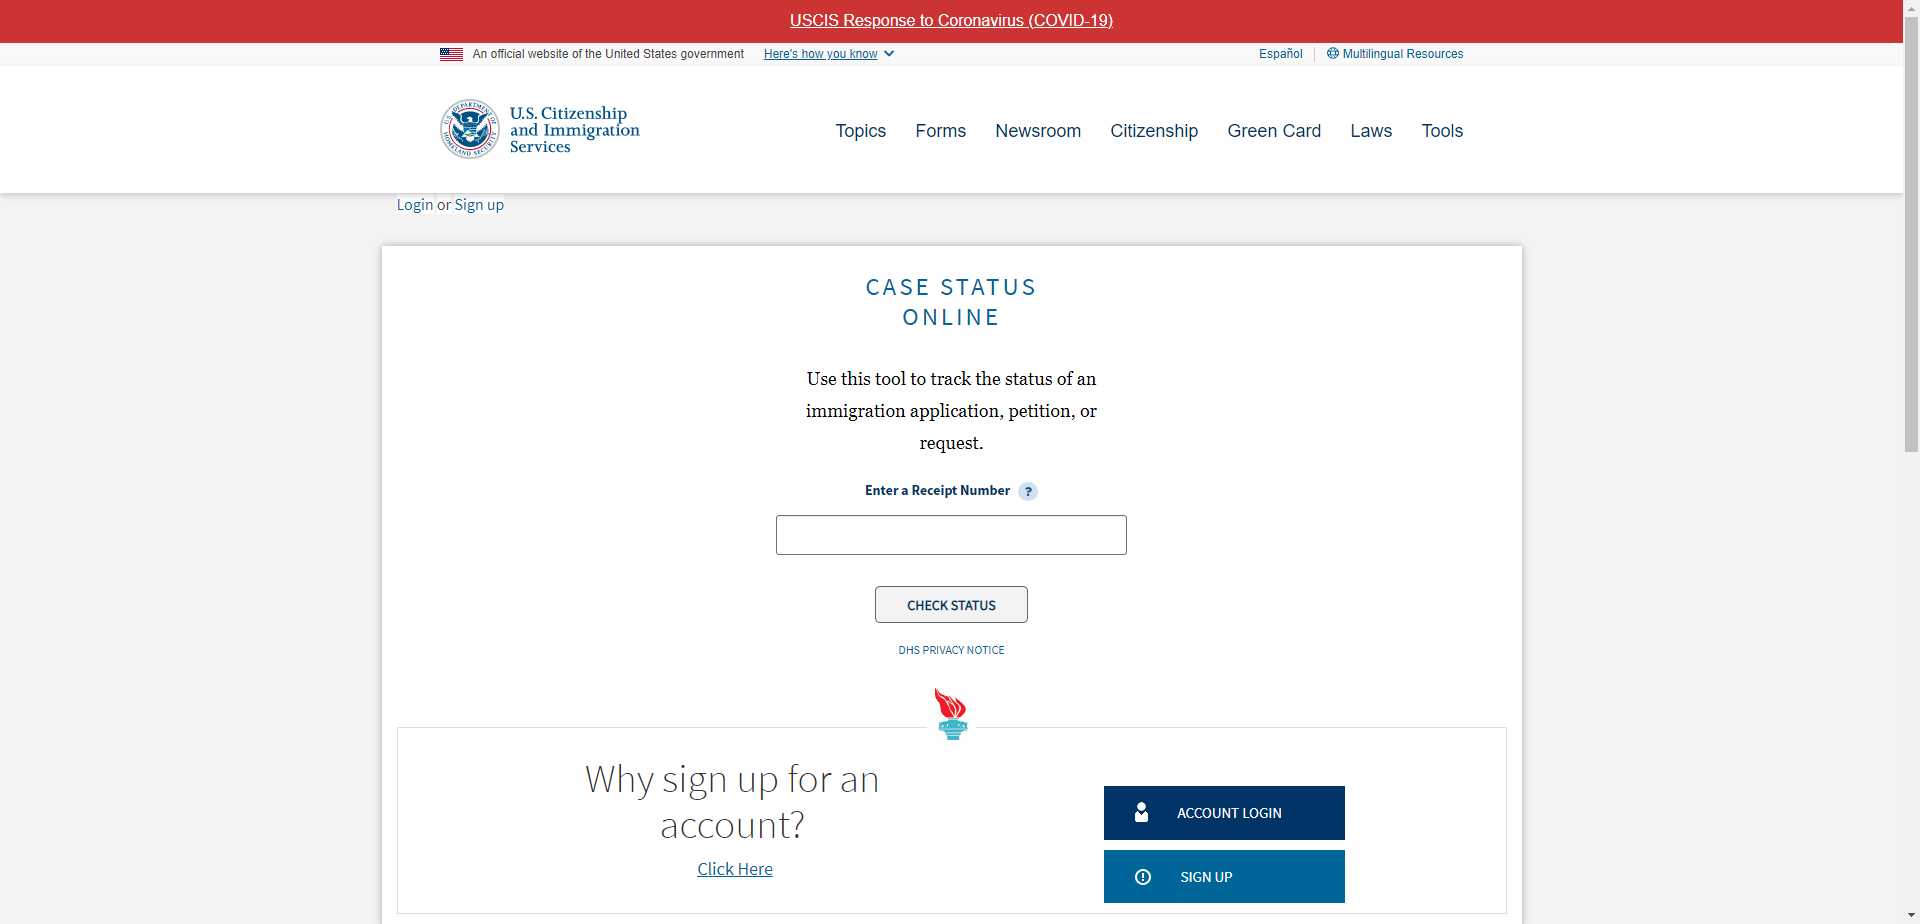 USCIS Response to Coronavirus (COVID-19)
An official website of the United States government Here's how you know
Español Multilingual Resources
U.S. Citizenship
and Immigration
Services
Topics Forms Newsroom Citizenship Green Card Laws Tools
Login or Sign up
CASE STATUS
ONLINE
Use this tool to track the status of an
immigration application, petition, or
request.
Enter a Receipt Number ?
CHECK STATUS
DHS PRIVACY NOTICE
Why sign up for an
account?
Click Here
ACCOUNT LOGIN
SIGN UP